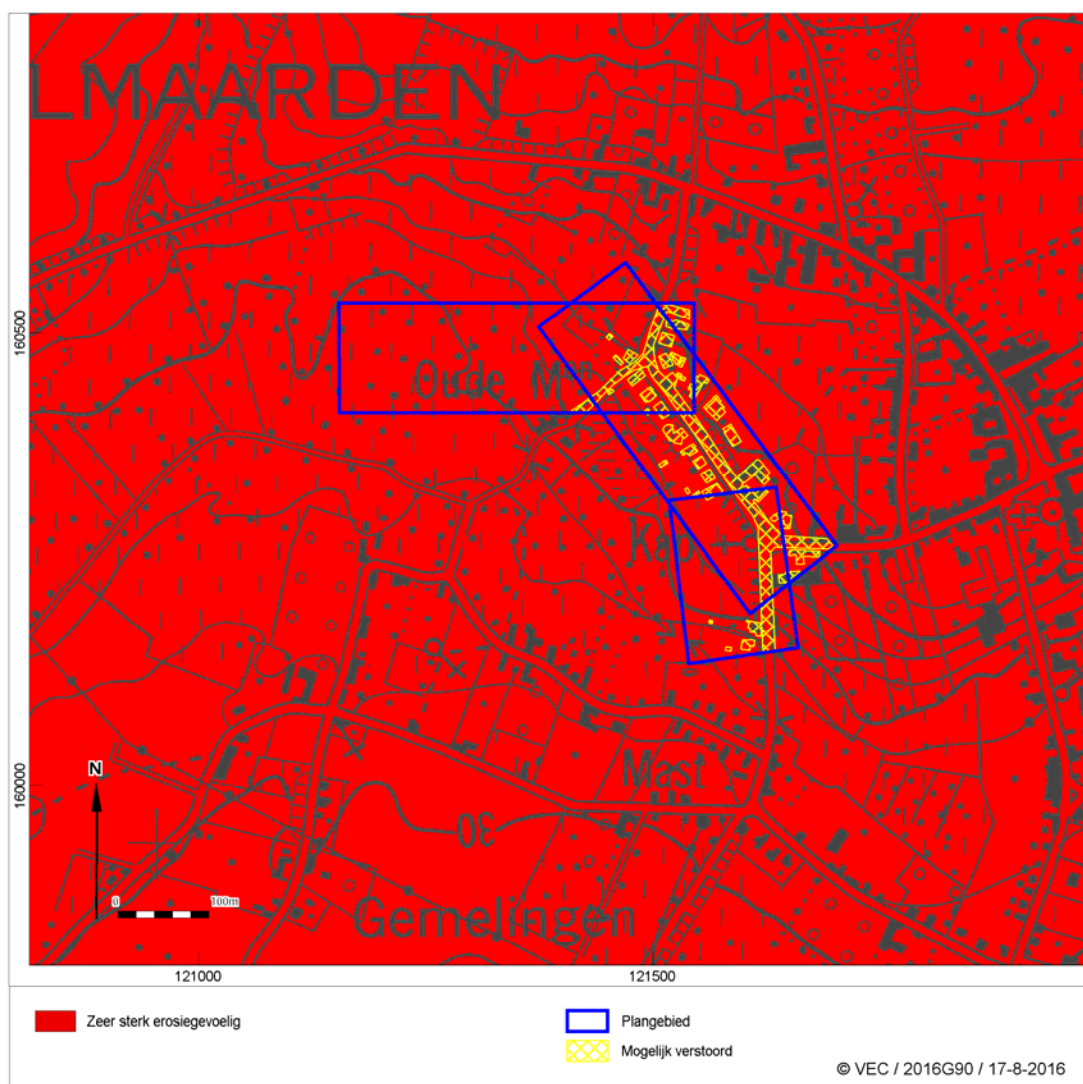 LMAARDEN
160500
Oude M
Kap
N
160000
Mast
0 100m
30
Gemelingen
121000 121500
Zeer sterk erosiegevoelig
Plangebied
Mogelijk verstoord
© VEC / 2016G90 / 17-8-2016